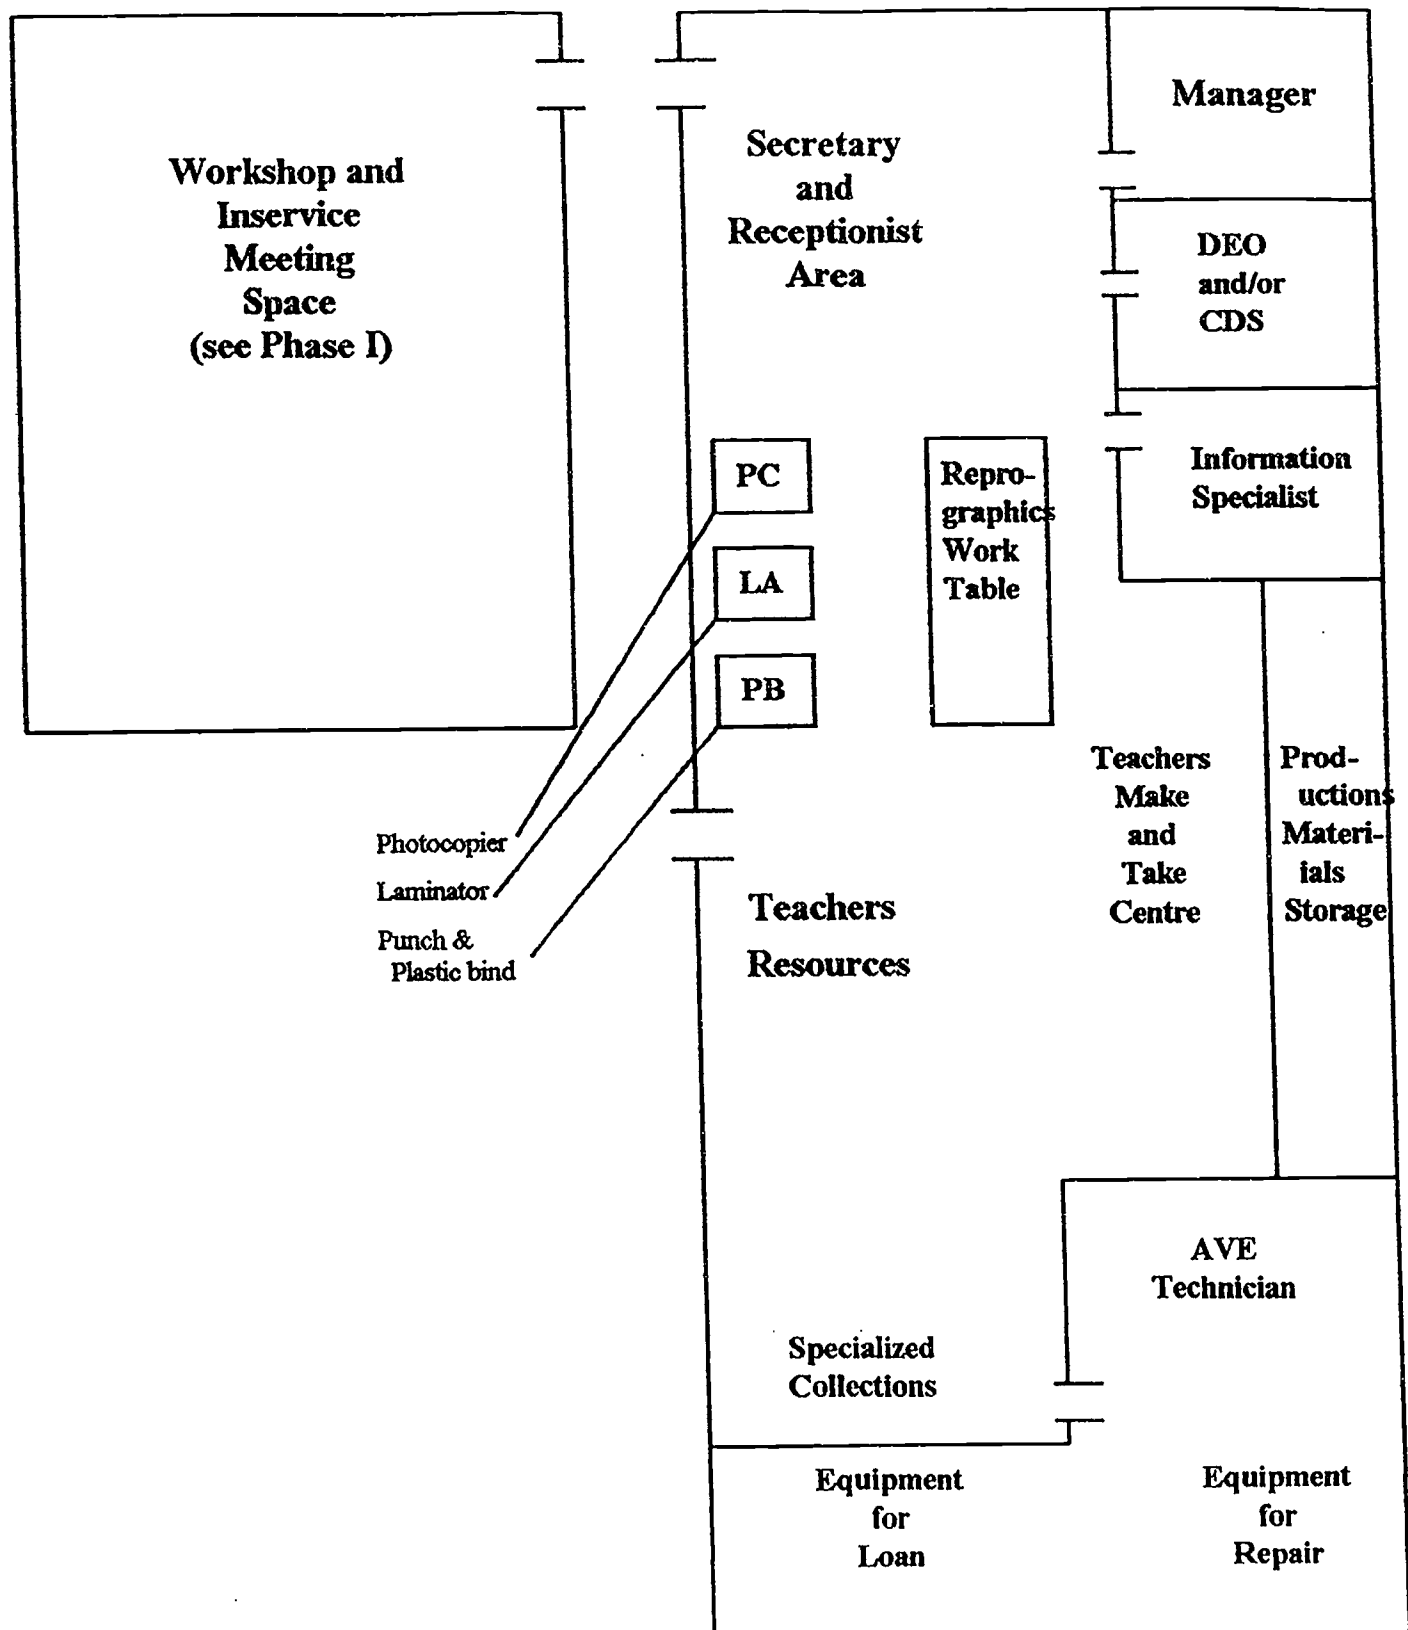 Workshop and
Inservice
Meeting
Space
(see Phase I)
Secretary
and
Receptionist
Area
Manager
DEO
and/or
CDS
Information
Specialist
PC
LA
PB
Repro-
graphics
Work
Table
Photocopier
Laminator
Punch &
Plastic bind
Teachers
Resources
Teachers
Make
and
Take
Centre
Prod-
uctions
Materi-
ials
Storage
AVE
Technician
Specialized
Collections
Equipment
for
Loan
Equipment
for
Repair